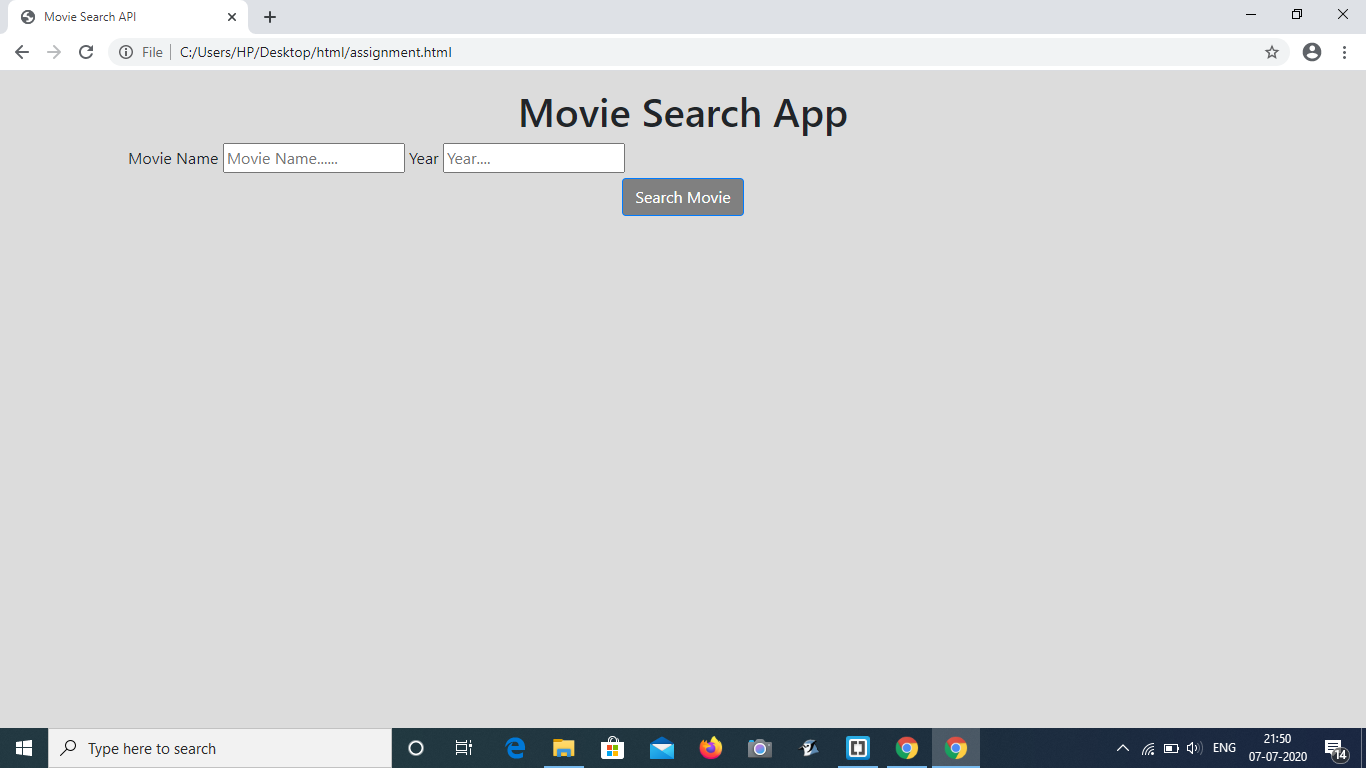 Movie Search API
File C:/Users/HP/Desktop/html/assignment.html
Movie Search App
Movie Name Movie Name...... Year Year....
Search Movie
Type here to search
ENG
21:50
07-07-2020
14